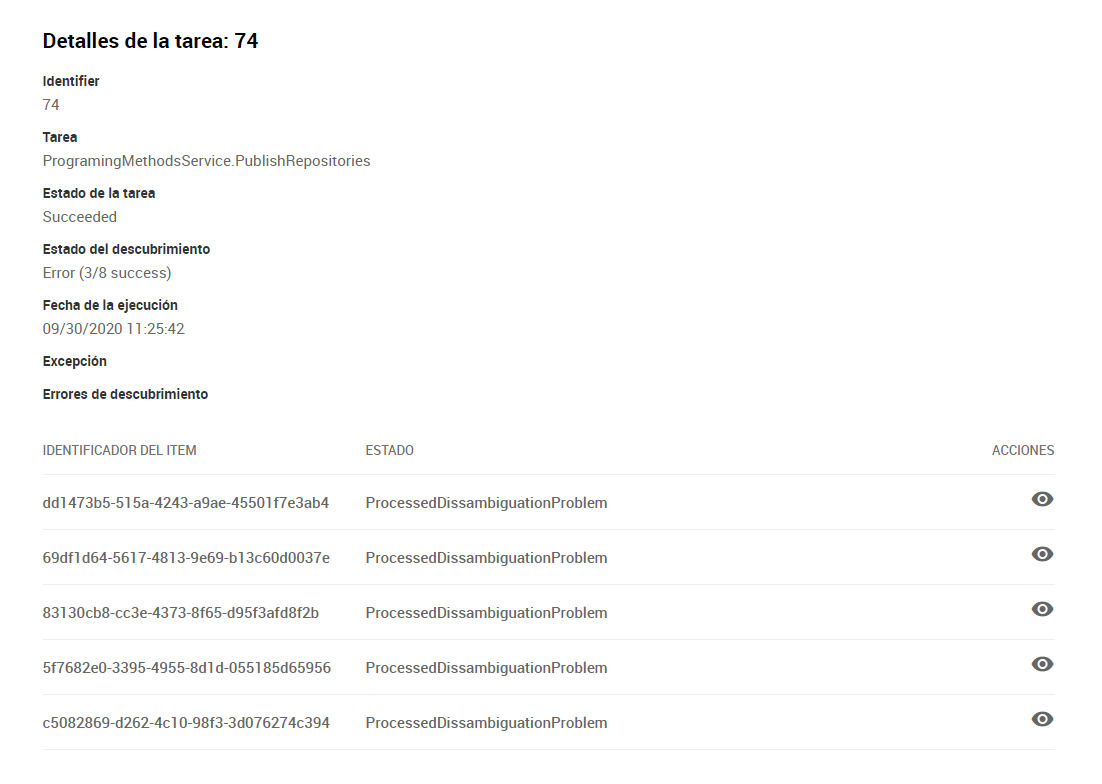 Detalles de la tarea: 74
Identifier
74
Tarea
ProgramingMethodsService.PublishRepositories
Estado de la tarea
Succeeded
Estado del descubrimiento
Error (3/8 success)
Fecha de la ejecución
09/30/2020 11:25:42
Excepción
Errores de descubrimiento
IDENTIFICADOR DEL ITEM ESTADO ACCIONES
dd1473b5-515a-4243-a9ae-45501f7e3ab4 ProcessedDissambiguationProblem
69df1d64-5617-4813-9e69-b13c60d0037e ProcessedDissambiguationProblem
83130cb8-cc3e-4373-8f65-d95f3afd8f2b ProcessedDissambiguationProblem
5f7682e0-3395-4955-8d1d-055185d65956 ProcessedDissambiguationProblem
c5082869-d262-4c10-98f3-3d076274c394 ProcessedDissambiguationProblem